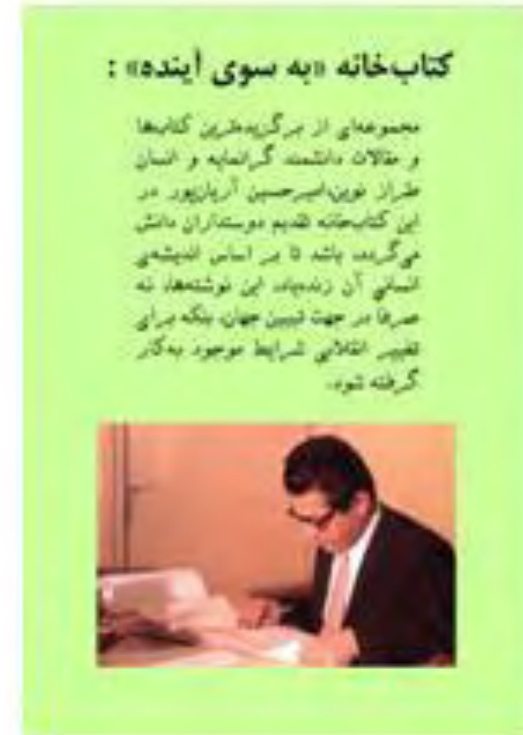 کتاب‌خانه «به سوی آینده» :
مجموعه‌ای از برگزیده‌ترین کتاب‌ها
و مقالات دانشمند گرانمایه و انسان
طراز نوین،امیرحسین آریان‌پور در
این کتاب‌خانه تقدیم دوستداران دانش
می‌گردد، باشد تا بر اساس اندیشه‌ی
انسانی آن زنده‌یاد، این نوشته‌ها، نه
صرفا در جهت تبیین جهان، بلکه برای
تغییر انقلابی شرایط موجود به‌کار
گرفته شود.